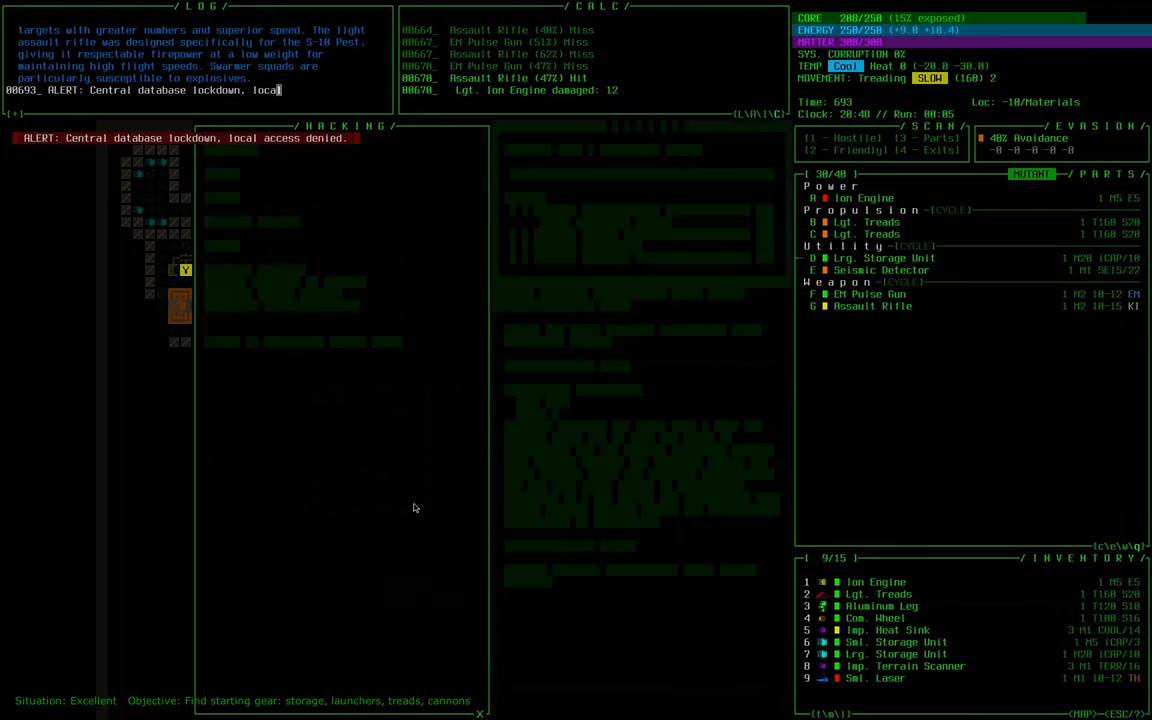 / L O G /
targets with greater numbers and superior speed. The light
assault rifle was designed specifically for the S-10 Pest,
giving it respectable firepower at a low weight for
maintaining high flight speeds. Swarmer squads are
particularly susceptible to explosives.
00693_ ALERT: Central database lockdown, local
[+]
/ C A L C /
00664_ Assault Rifle (48%) Miss
00667_ EM Pulse Gun (51%) Miss
00667_ Assault Rifle (62%) Miss
00670_ EM Pulse Gun (47%) Miss
00670_ Assault Rifle (47%) Hit
00670_ Lgt. Ion Engine damaged: 12
(L\A\I\C)
CORE 200/250 (15% exposed)
ENERGY 250/250 (+9.0 +10.4)
MATTER 300/300
SYS. CORRUPTION 0%
TEMP Cool Heat 0 (-20.0 -30.0)
MOVEMENT: Treading SLOW (160) 2
Time: 693 Loc: -10/Materials
Clock: 20:48 // Run: 00:05
/ S C A N /
[1 - Hostile] [3 - Parts]
[2 - Friendly] [4 - Exits]
/ E V A S I O N
40% Avoidance
-0 -0 -0 -0 -0
/ H A C K I N G /
ALERT: Central database lockdown, local access denied.
Y
[ 30/40 ] MUTANT / P A R T S
P o w e r
A Ion Engine 1 M5 E5
P r o p u l s i o n -[CYCLE]
B Lgt. Treads 1 T160 S20
C Lgt. Treads 1 T160 S20
U t i l i t y -[CYCLE]
D Lrg. Storage Unit 1 M20 iCAP/10
E Seismic Detector 1 M1 SEIS/22
W e a p o n -[CYCLE]
F EM Pulse Gun 1 M2 10-12 EM
G Assault Rifle 1 M2 10-15 KI
(c\e\w\q)
[ 9/15 ] / I N V E N T O R Y
1 Ion Engine 1 M5 E5
2 Lgt. Treads 1 T160 S20
3 Aluminum Leg 1 T120 S10
4 Com. Wheel 1 T100 S16
5 Imp. Heat Sink 3 M1 COOL/14
6 Sml. Storage Unit 1 M5 iCAP/3
7 Lrg. Storage Unit 1 M20 iCAP/10
8 Imp. Terrain Scanner 3 M1 TERR/16
9 Sml. Laser 1 M1 10-12 TH
(t\m\i) <MAP> <ESC/?>
Situation: Excellent Objective: Find starting gear: storage, launchers, treads, cannons
X